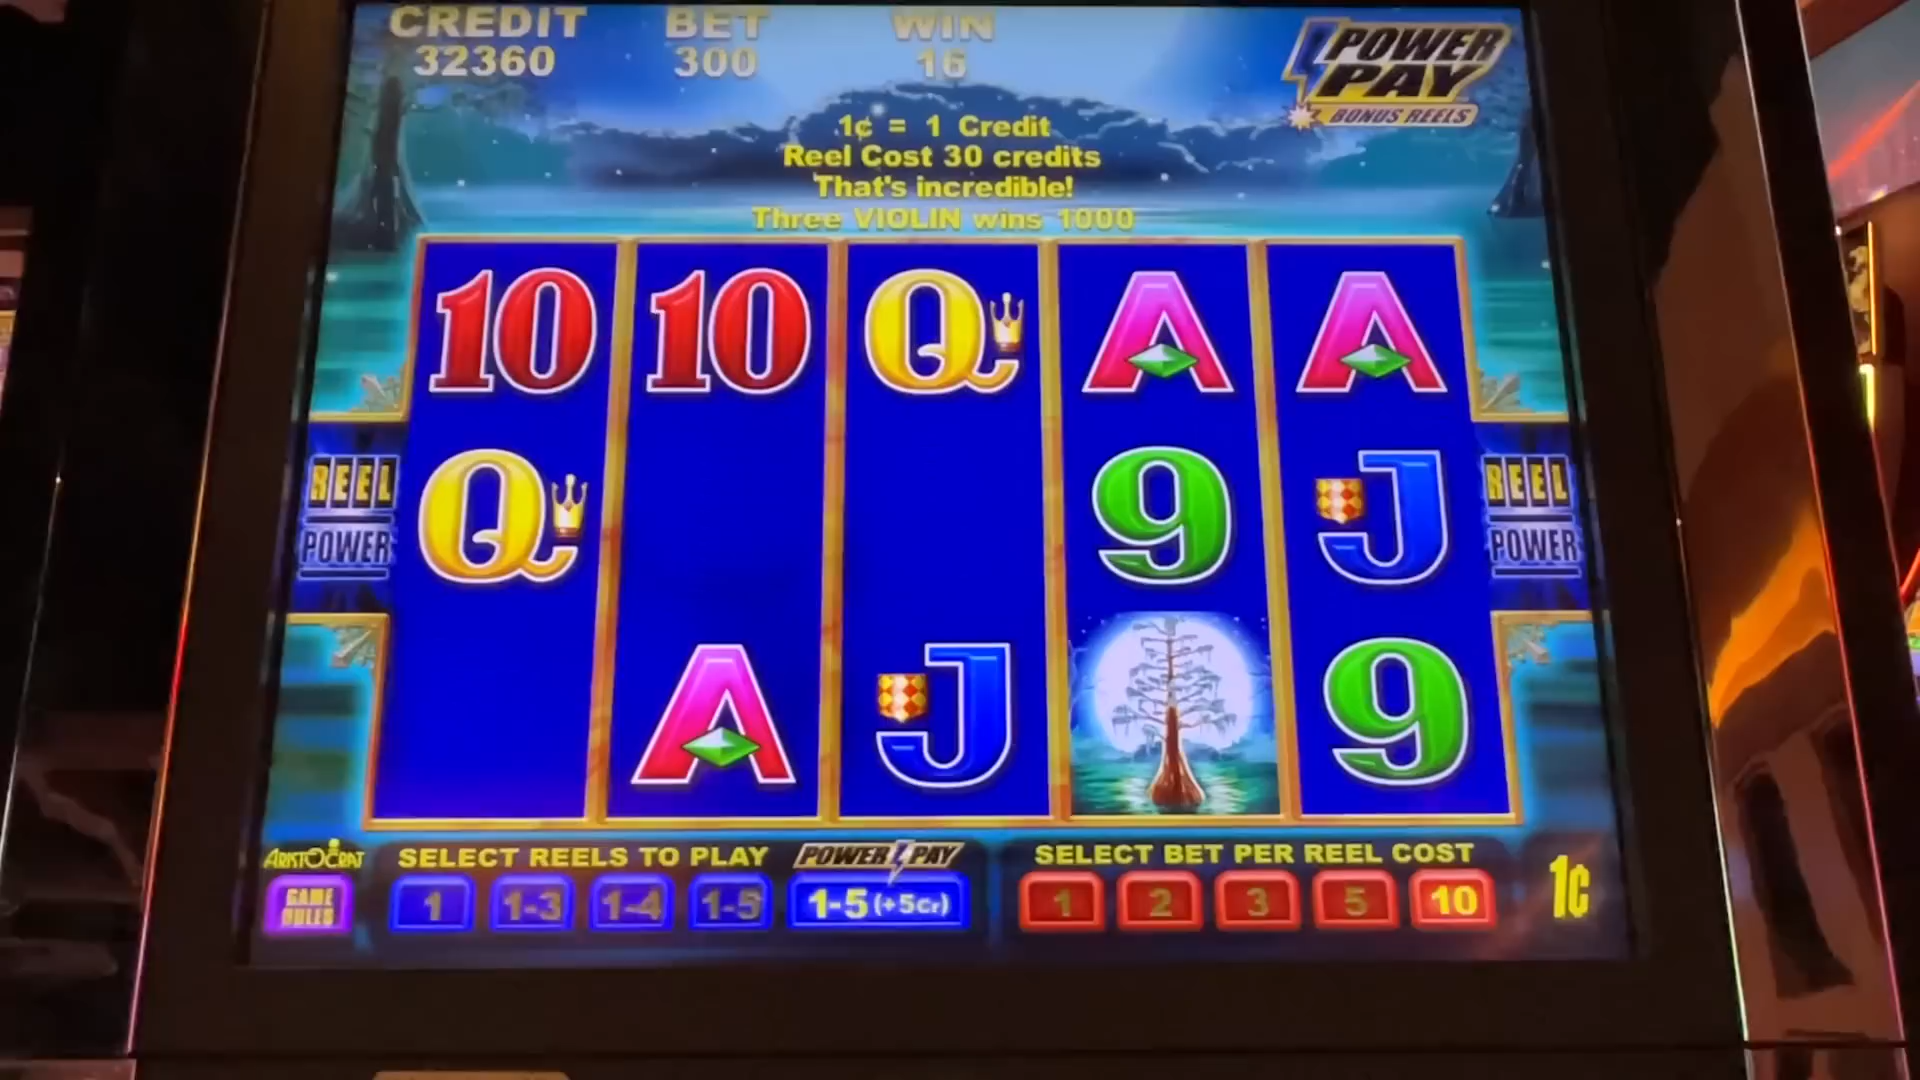 CREDIT BET WIN
32360 300 16
POWER PAY
BONUS REELS
1¢ = 1 Credit
Reel Cost 30 credits
That's incredible!
Three VIOLIN wins 1000
10 10 Q A A
REEL POWER
Q 9 J
REEL POWER
A J 9
ARISTOCRAT
SELECT REELS TO PLAY POWER PAY
SELECT BET PER REEL COST
GAME RULES
1 1-3 1-4 1-5 1-5 (+5Cr)
1 2 3 5 10
1¢